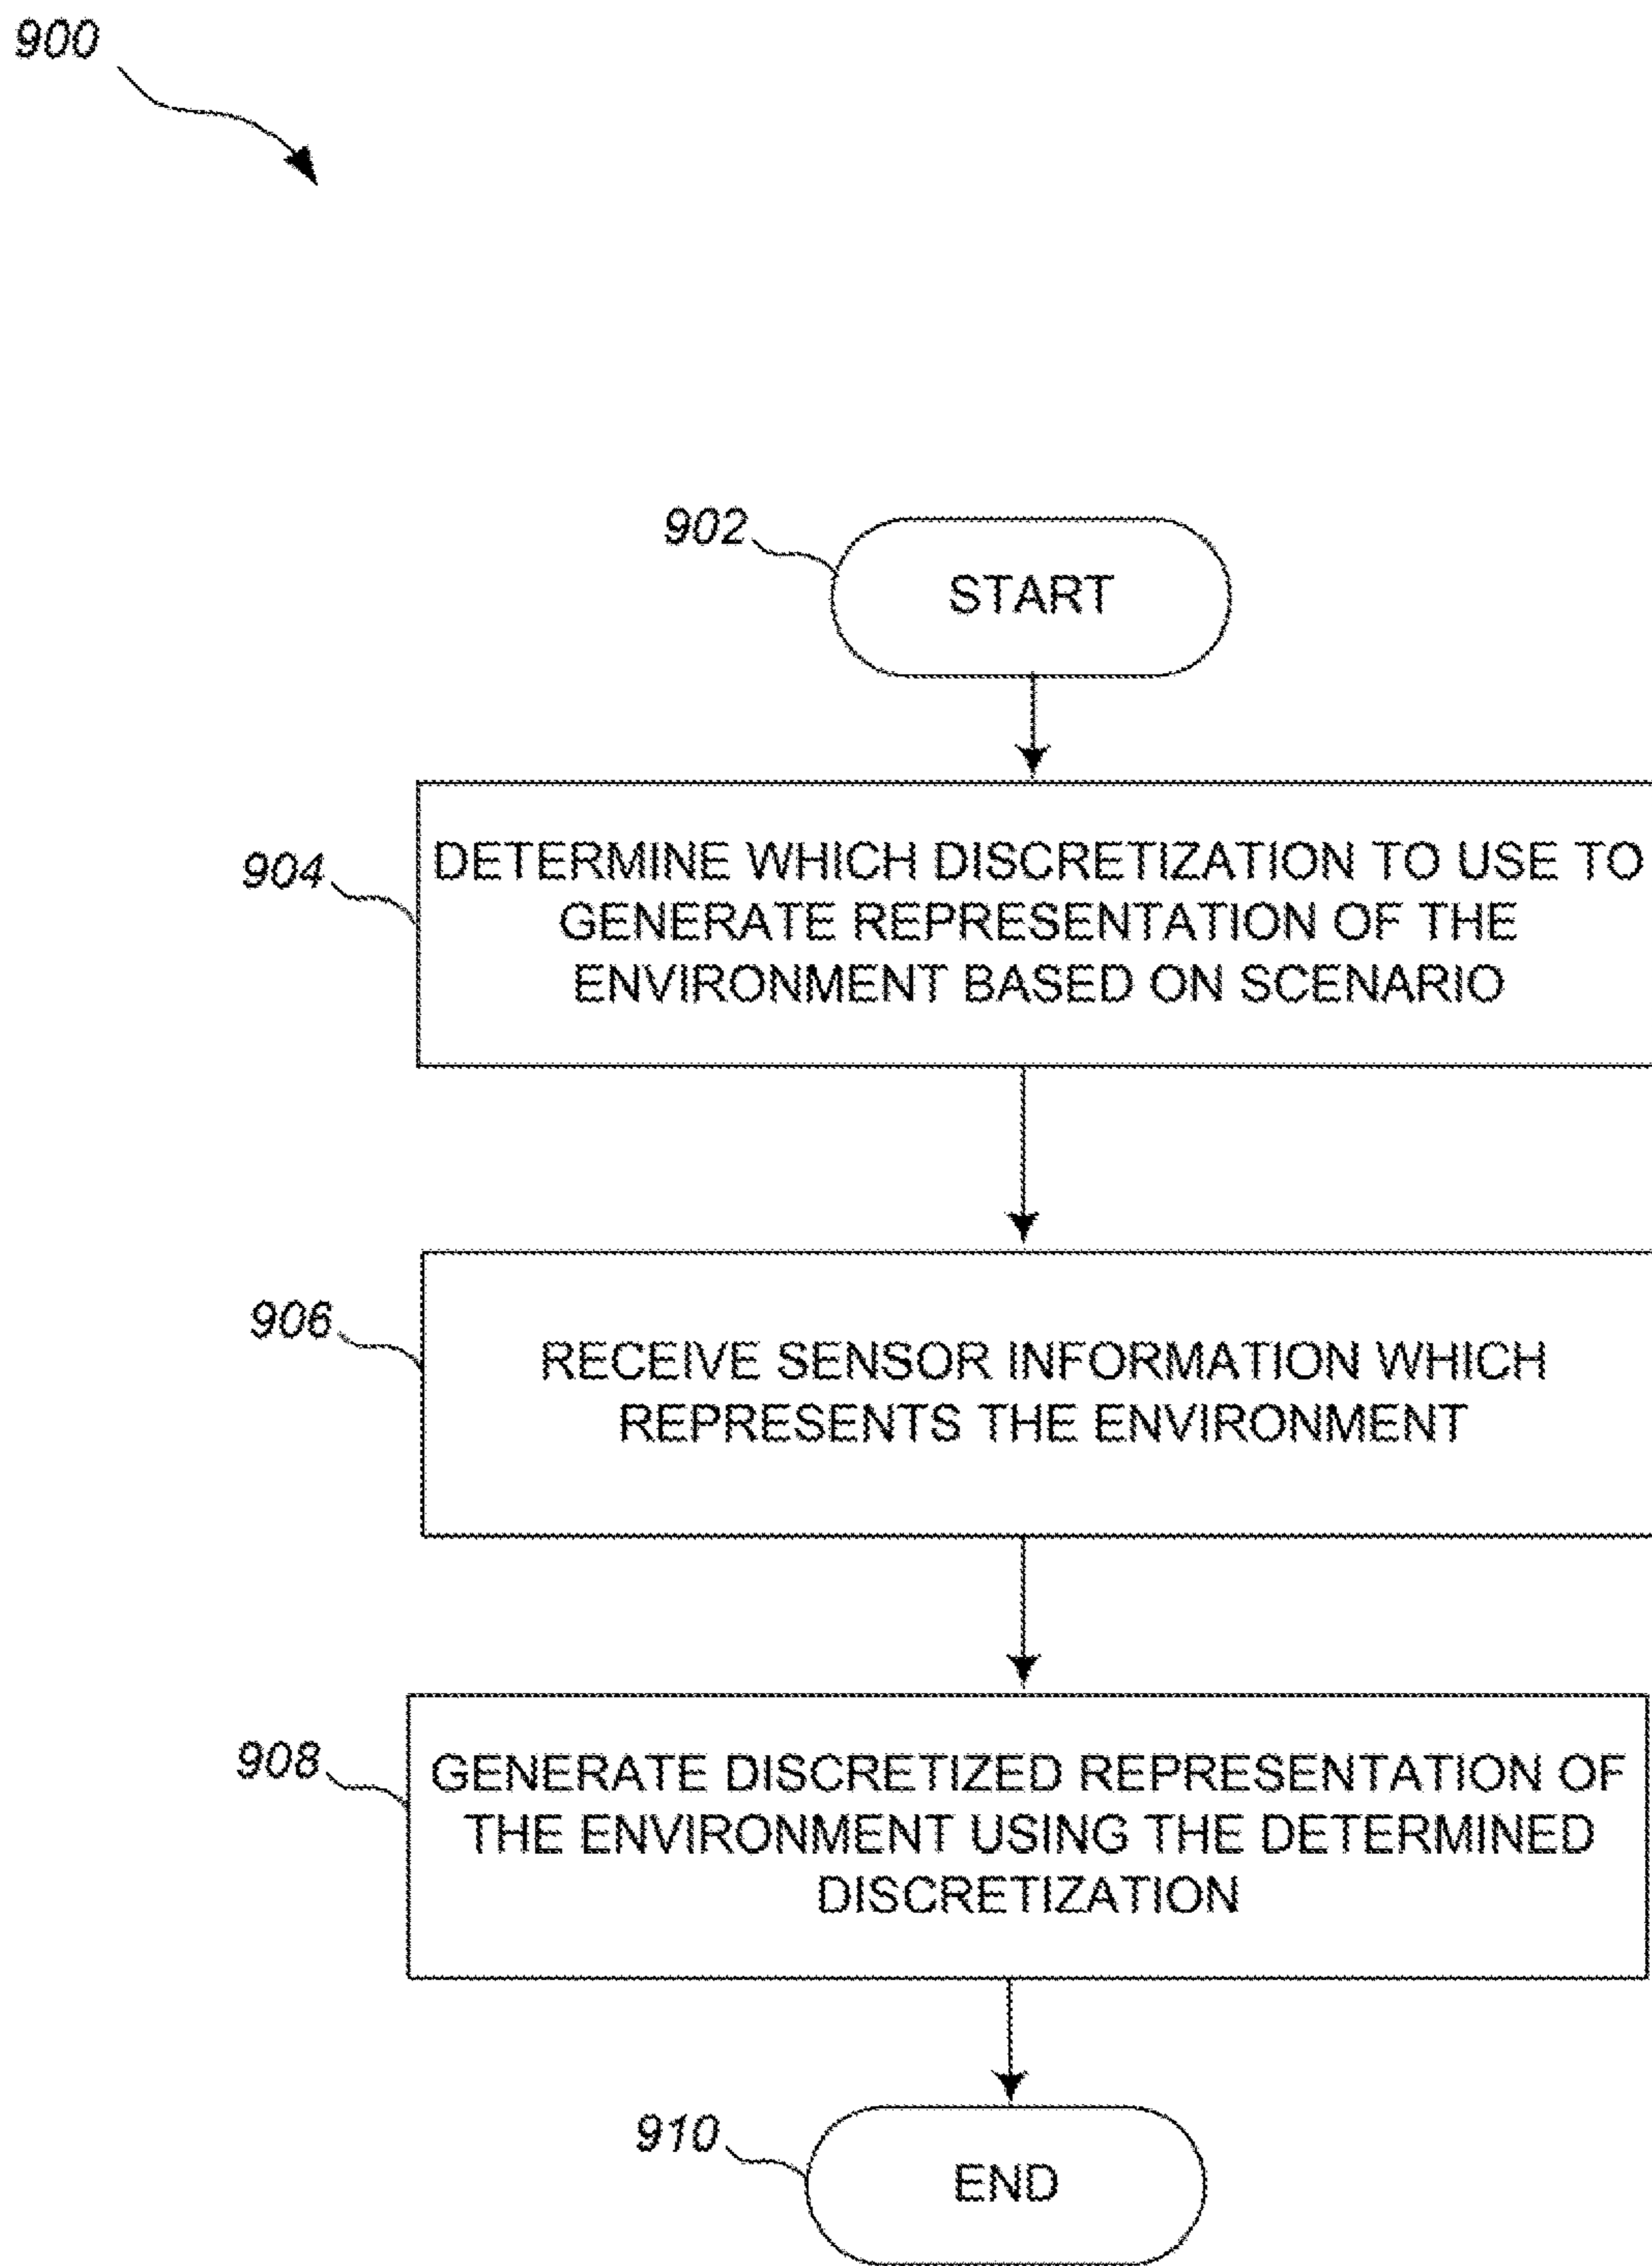 900
902
START
904
DETERMINE WHICH DISCRETIZATION TO USE TO
GENERATE REPRESENTATION OF THE
ENVIRONMENT BASED ON SCENARIO
906
RECEIVE SENSOR INFORMATION WHICH
REPRESENTS THE ENVIRONMENT
908
GENERATE DISCRETIZED REPRESENTATION OF
THE ENVIRONMENT USING THE DETERMINED
DISCRETIZATION
910
END